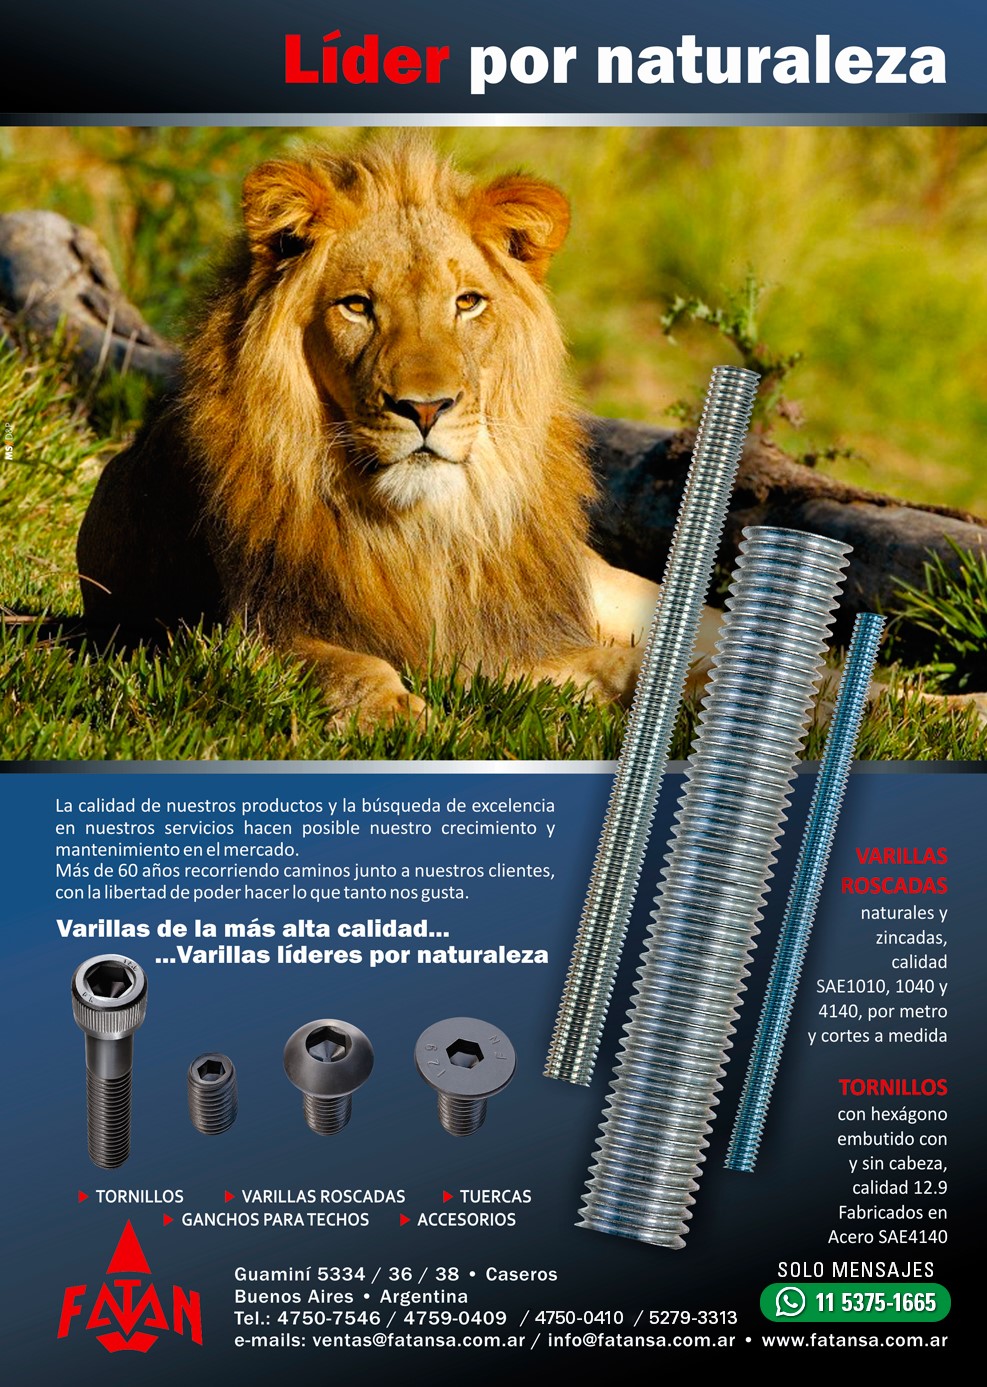 Líder por naturaleza
MS D&P
La calidad de nuestros productos y la búsqueda de excelencia
en nuestros servicios hacen posible nuestro crecimiento y
mantenimiento en el mercado.
Más de 60 años recorriendo caminos junto a nuestros clientes,
con la libertad de poder hacer lo que tanto nos gusta.
Varillas de la más alta calidad...
...Varillas líderes por naturaleza
VARILLAS
ROSCADAS
naturales y
zincadas,
calidad
SAE1010, 1040 y
4140, por metro
y cortes a medida
TORNILLOS
con hexágono
embutido con
y sin cabeza,
calidad 12.9
Fabricados en
Acero SAE4140
TORNILLOS VARILLAS ROSCADAS TUERCAS
GANCHOS PARA TECHOS ACCESORIOS
FATAN
Guaminí 5334 / 36 / 38 • Caseros
Buenos Aires • Argentina
Tel.: 4750-7546 / 4759-0409 / 4750-0410 / 5279-3313
e-mails: ventas@fatansa.com.ar / info@fatansa.com.ar • www.fatansa.com.ar
SOLO MENSAJES
11 5375-1665